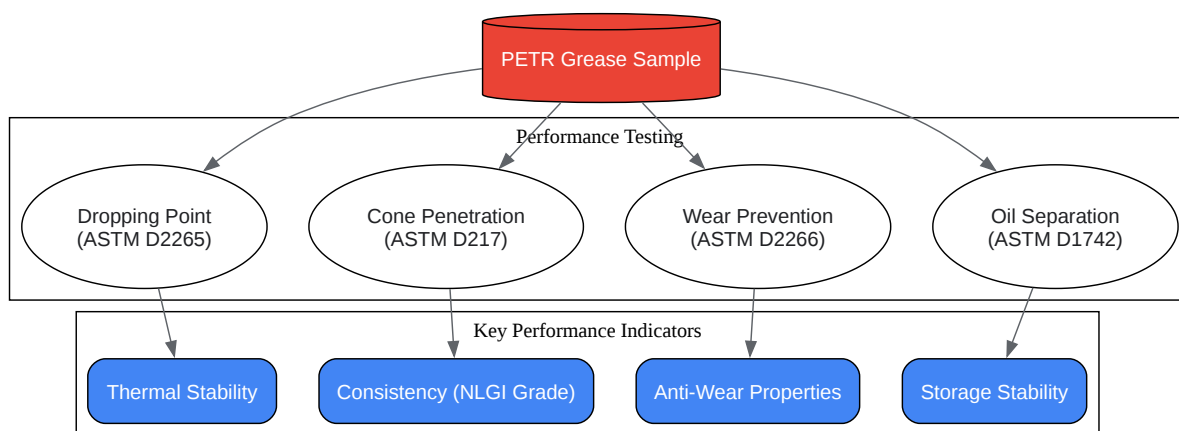 PETR Grease Sample
Performance Testing
Dropping Point
(ASTM D2265)
Cone Penetration
(ASTM D217)
Wear Prevention
(ASTM D2266)
Oil Separation
(ASTM D1742)
Key Performance Indicators
Thermal Stability
Consistency (NLGI Grade)
Anti-Wear Properties
Storage Stability